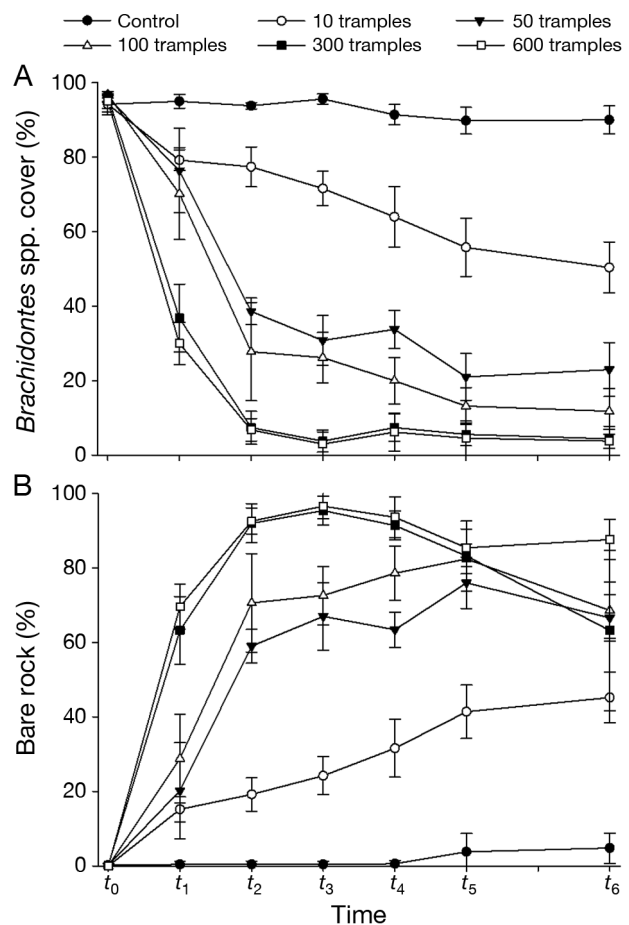 Control 10 tramples 50 tramples
100 tramples 300 tramples 600 tramples
A
Brachidontes spp. cover (%)
100
80
60
40
20
0
B
Bare rock (%)
100
80
60
40
20
0
t0 t1 t2 t3 t4 t5 t6
Time